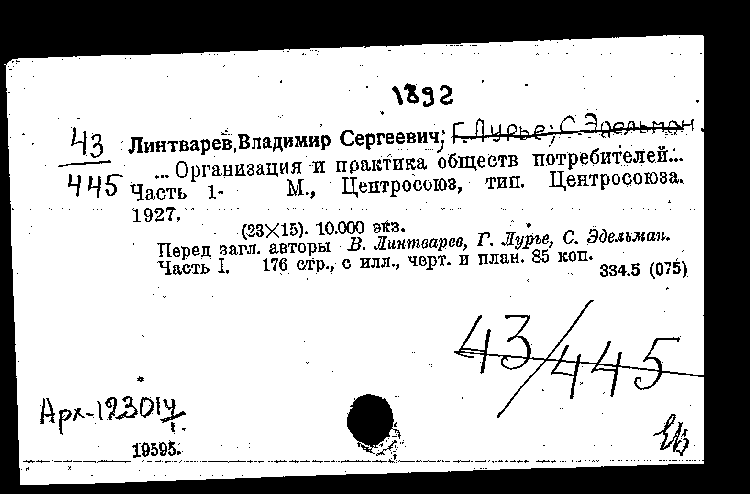 1892
43
445
Линтварев, Владимир Сергеевич; Г. Лурье; С. Эдельман.
... Организация и практика обществ потребителей...
Часть 1- М., Центросоюз, тип. Центросоюза.
1927.
(23×15). 10.000 экз.
Перед загл. авторы В. Линтварев, Г. Лурье, С. Эдельман.
Часть I. 176 стр., с илл., черт. и план. 85 коп.
334.5 (075)
43/445
Арх-123014/1.
19595.